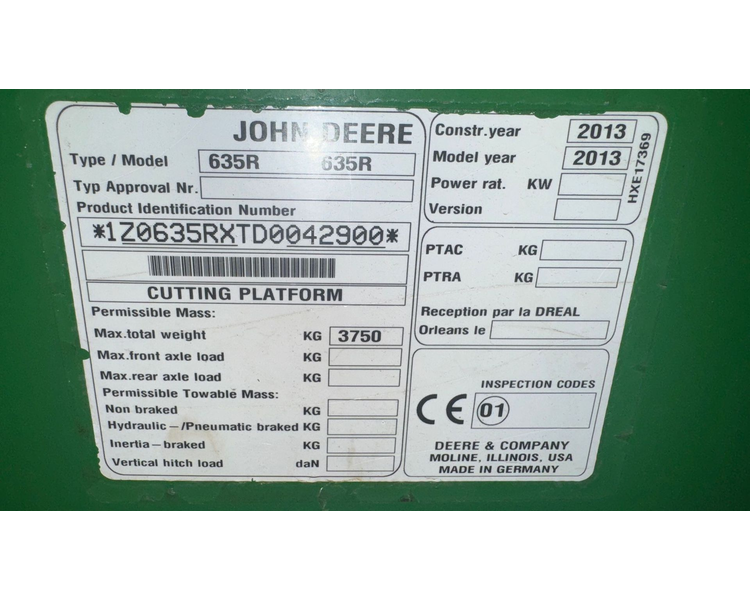 JOHN DEERE
Type / Model 635R 635R
Typ Approval Nr.
Product Identification Number
*1Z0635RXTD0042900*
CUTTING PLATFORM
Permissible Mass:
Max.total weight KG 3750
Max.front axle load KG
Max.rear axle load KG
Permissible Towable Mass:
Non braked KG
Hydraulic-/Pneumatic braked KG
Inertia-braked KG
Vertical hitch load daN
Constr.year 2013
Model year 2013
Power rat. KW
Version
HXE17369
PTAC KG
PTRA KG
Reception par la DREAL
Orleans le
INSPECTION CODES
CE 01
DEERE & COMPANY
MOLINE, ILLINOIS, USA
MADE IN GERMANY